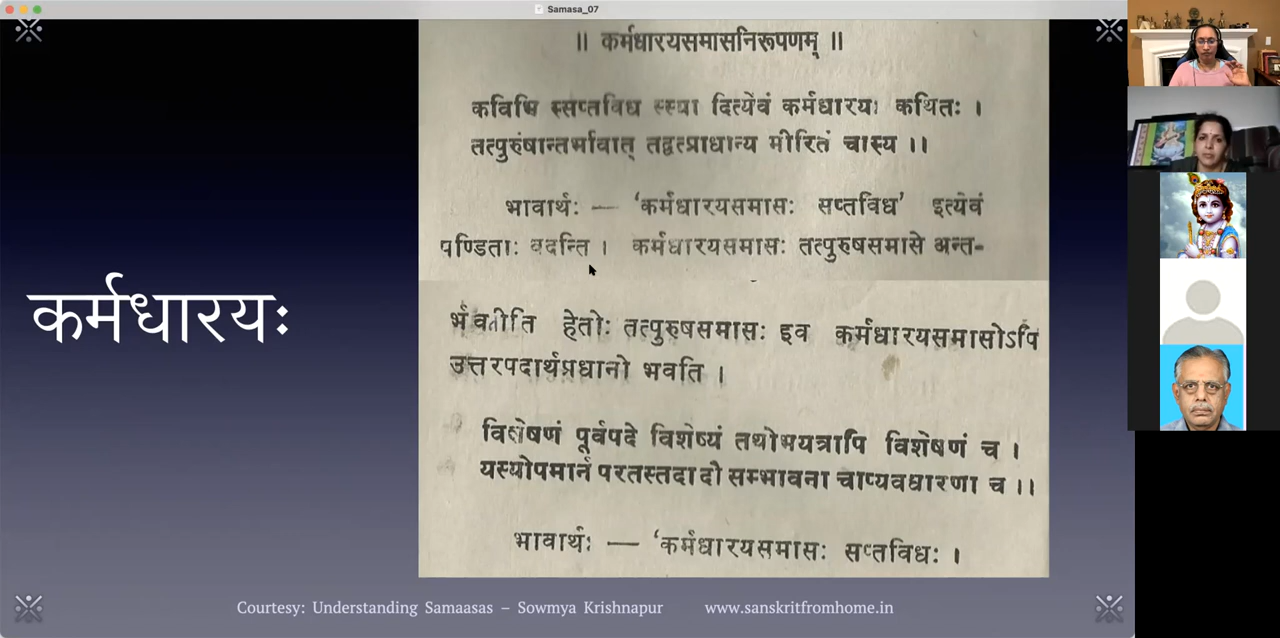 Samasa_07
॥ कर्मधारयसमासनिरूपणम् ॥
कतिविध स्सप्तविध स्स्या दित्येवं कर्मधारयः कथितः ।
तत्पुरुषान्तर्भावात् तद्वत्प्राधान्य मीरितं चास्य ।।
भावार्थः — 'कर्मधारयसमासः सप्तविध' इत्येवं
पण्डिताः वदन्ति । कर्मधारयसमासः तत्पुरुषसमासे अन्त-
कर्मधारयः
र्भवतीति हेतोः तत्पुरुषसमासः इव कर्मधारयसमासोऽपि
उत्तरपदार्थप्रधानो भवति ।
विशेषणं पूर्वपदे विशेष्यं तथोभयत्रापि विशेषणं च ।
यस्योपमानं परतस्तदादौ सम्भावना चाप्यवधारणा च ।।
भावार्थः — 'कर्मधारयसमासः सप्तविधः ।
Courtesy: Understanding Samaasas – Sowmya Krishnapur www.sanskritfromhome.in